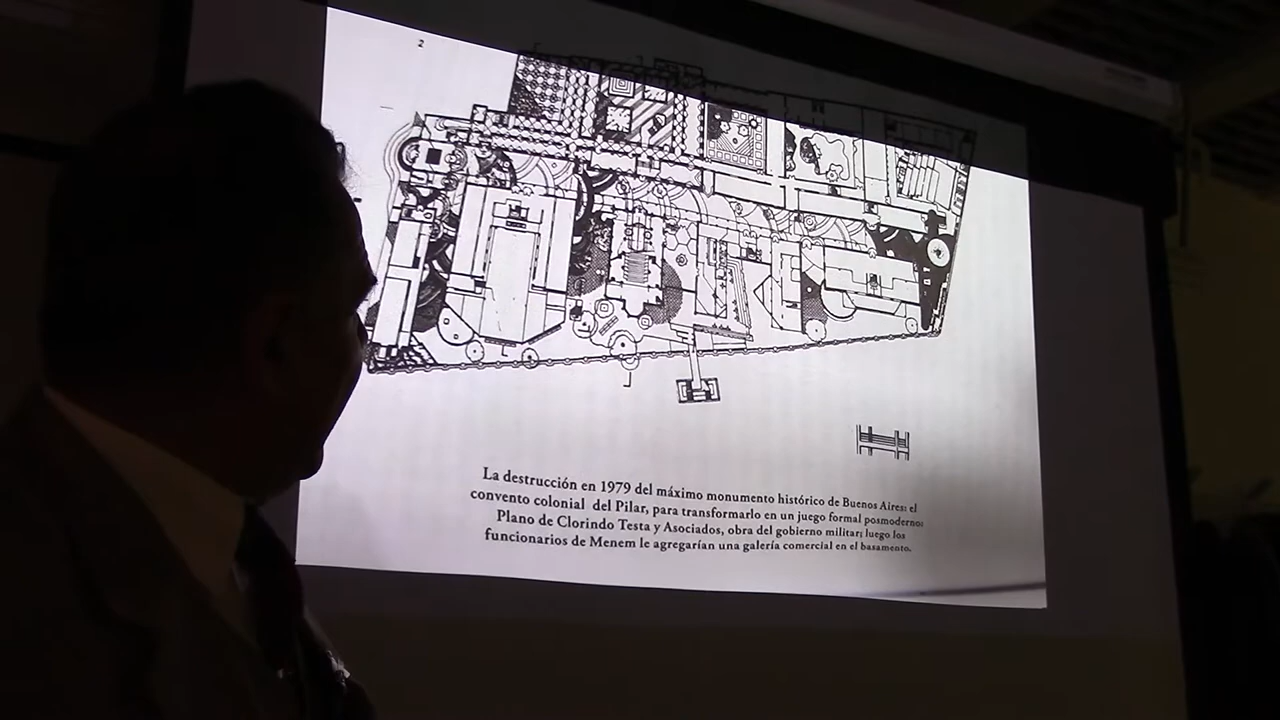 2
La destrucción en 1979 del máximo monumento histórico de Buenos Aires: el
convento colonial del Pilar, para transformarlo en un juego formal posmoderno:
Plano de Clorindo Testa y Asociados, obra del gobierno militar; luego los
funcionarios de Menem le agregarían una galería comercial en el basamento.